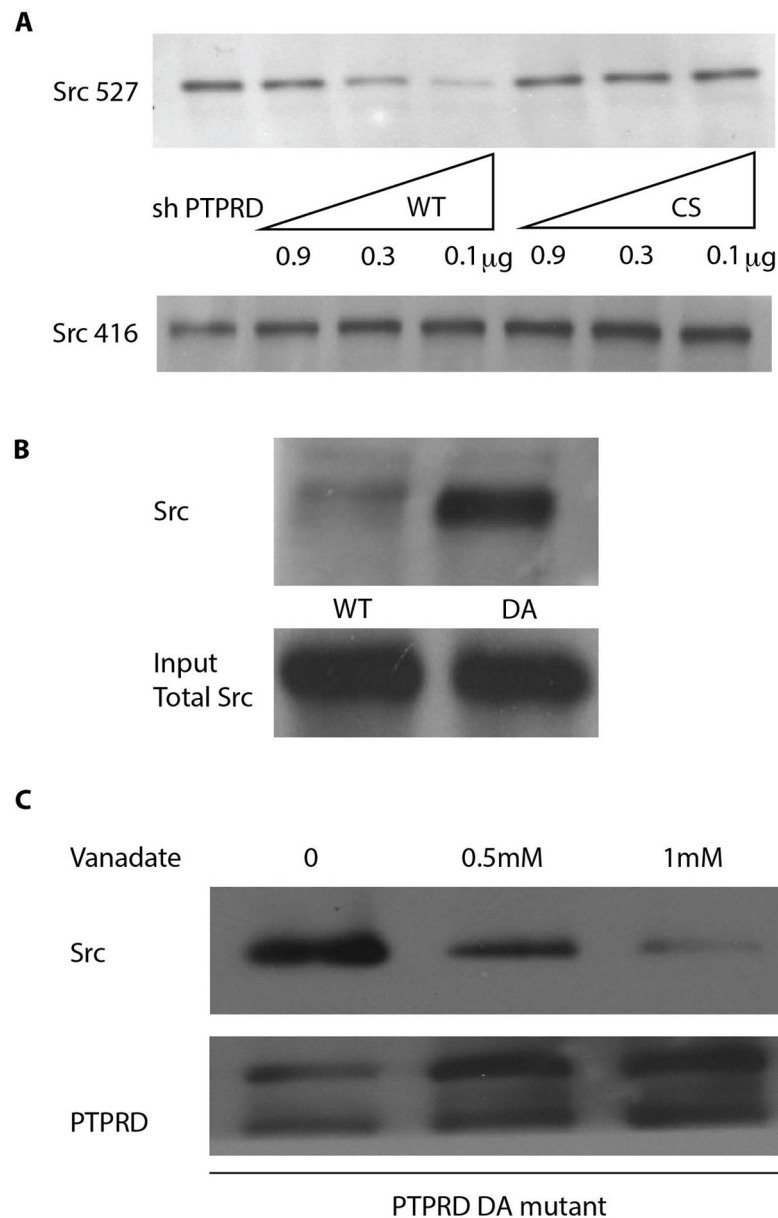 A
Src 527
sh PTPRD WT CS
0.9 0.3 0.1μg 0.9 0.3 0.1μg
Src 416
B
Src
WT DA
Input
Total Src
C
Vanadate 0 0.5mM 1mM
Src
PTPRD
PTPRD DA mutant